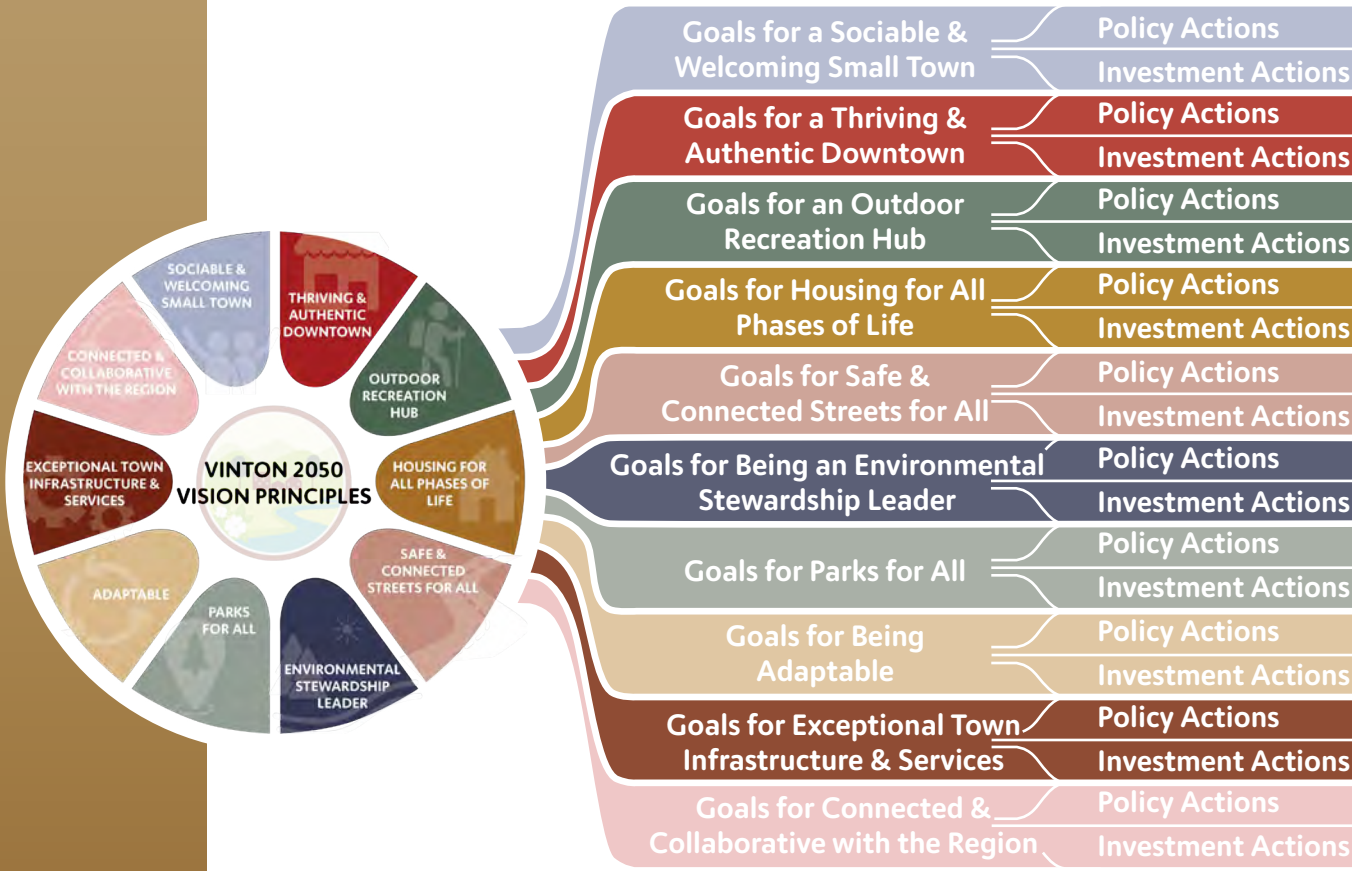 SOCIABLE &
WELCOMING
SMALL TOWN
THRIVING &
AUTHENTIC
DOWNTOWN
OUTDOOR
RECREATION
HUB
HOUSING FOR
ALL PHASES OF
LIFE
SAFE &
CONNECTED
STREETS FOR ALL
ENVIRONMENTAL
STEWARDSHIP
LEADER
PARKS
FOR ALL
ADAPTABLE
EXCEPTIONAL TOWN
INFRASTRUCTURE &
SERVICES
CONNECTED &
COLLABORATIVE
WITH THE REGION
VINTON 2050
VISION PRINCIPLES
Goals for a Sociable &
Welcoming Small Town
Policy Actions
Investment Actions
Goals for a Thriving &
Authentic Downtown
Policy Actions
Investment Actions
Goals for an Outdoor
Recreation Hub
Policy Actions
Investment Actions
Goals for Housing for All
Phases of Life
Policy Actions
Investment Actions
Goals for Safe &
Connected Streets for All
Policy Actions
Investment Actions
Goals for Being an Environmental
Stewardship Leader
Policy Actions
Investment Actions
Goals for Parks for All
Policy Actions
Investment Actions
Goals for Being
Adaptable
Policy Actions
Investment Actions
Goals for Exceptional Town
Infrastructure & Services
Policy Actions
Investment Actions
Goals for Connected &
Collaborative with the Region
Policy Actions
Investment Actions